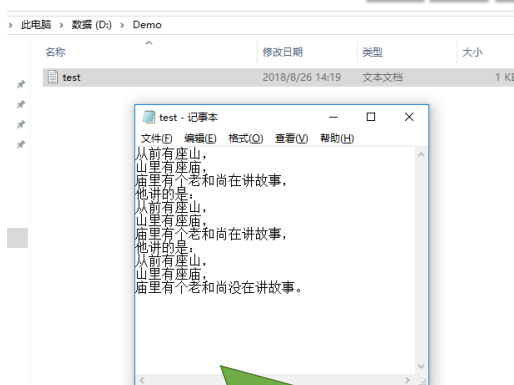 此电脑 > 数据 (D:) > Demo
名称 修改日期 类型 大小
test 2018/8/26 14:19 文本文档 1 KB
test - 记事本
文件(F) 编辑(E) 格式(O) 查看(V) 帮助(H)
从前有座山，
山里有座庙，
庙里有个老和尚在讲故事，
他讲的是：
从前有座山，
山里有座庙，
庙里有个老和尚在讲故事，
他讲的是：
从前有座山，
山里有座庙，
庙里有个老和尚没在讲故事。